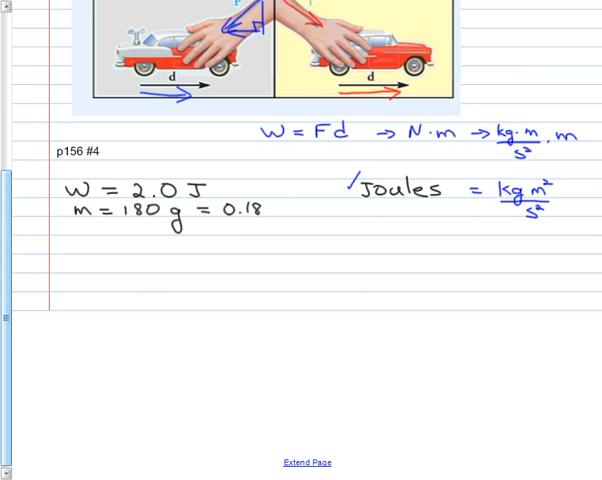 d
d
W = Fd → N·m → kg·m/s² · m
p156 #4
W = 2.0 J
Joules = kg m²/s²
m = 180 g = 0.18
Extend Page